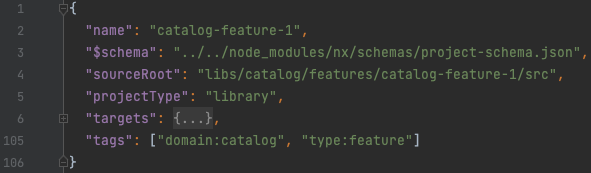 1 {
2 "name": "catalog-feature-1",
3 "$schema": "../../node_modules/nx/schemas/project-schema.json",
4 "sourceRoot": "libs/catalog/features/catalog-feature-1/src",
5 "projectType": "library",
6 "targets": {...},
105 "tags": ["domain:catalog", "type:feature"]
106 }